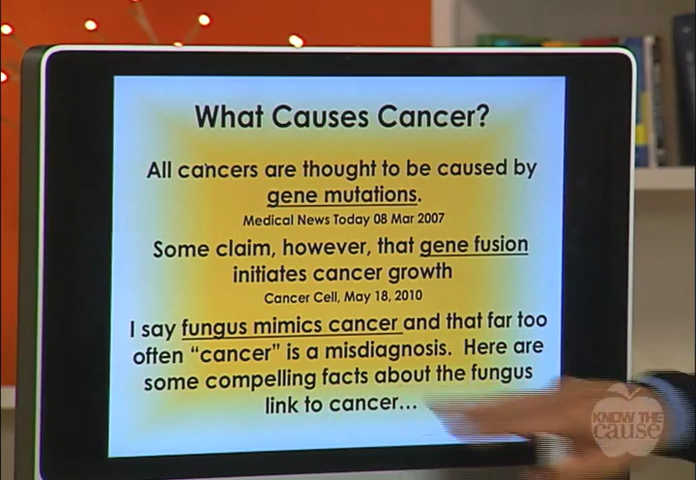 What Causes Cancer?
All cancers are thought to be caused by
gene mutations.
Medical News Today 08 Mar 2007
Some claim, however, that gene fusion
initiates cancer growth
Cancer Cell, May 18, 2010
I say fungus mimics cancer and that far too
often “cancer” is a misdiagnosis. Here are
some compelling facts about the fungus
link to cancer...
KNOW THE
cause